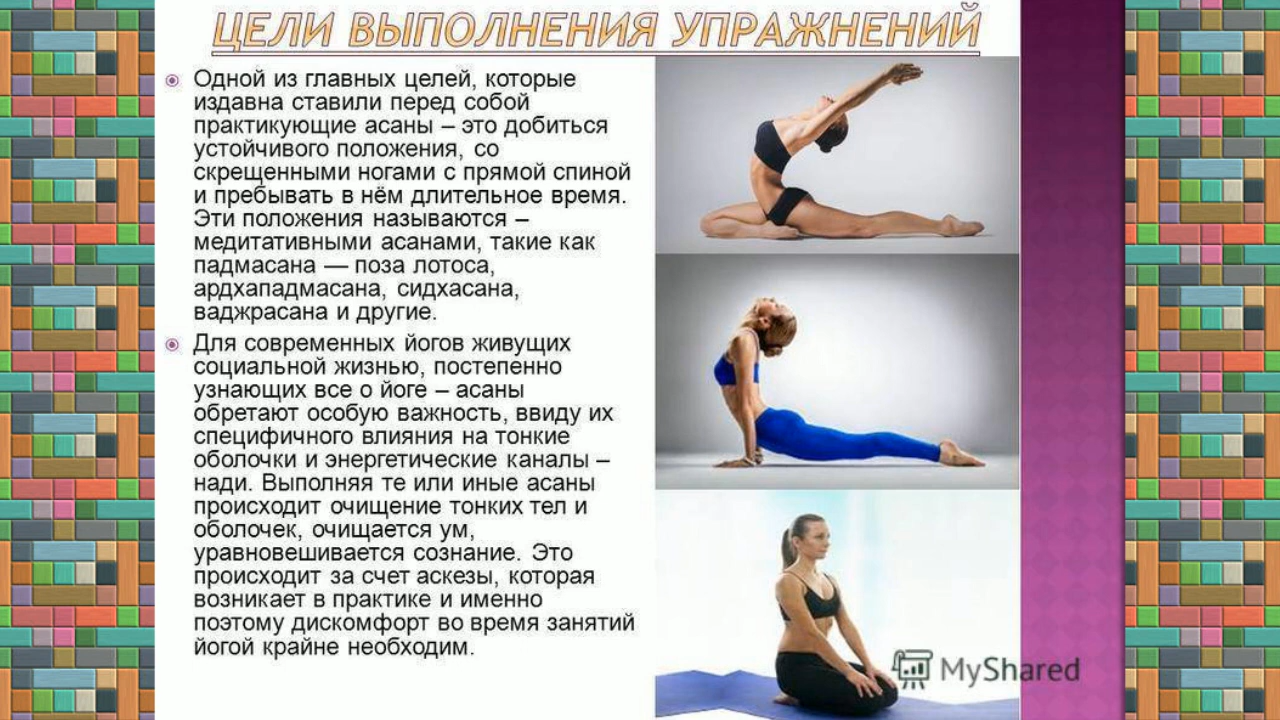 ЦЕЛИ ВЫПОЛНЕНИЯ УПРАЖНЕНИЙ
Одной из главных целей, которые
издавна ставили перед собой
практикующие асаны – это добиться
устойчивого положения, со
скрещенными ногами с прямой спиной
и пребывать в нём длительное время.
Эти положения называются –
медитативными асанами, такие как
падмасана — поза лотоса,
ардхападмасана, сидхасана,
ваджрасана и другие.
Для современных йогов живущих
социальной жизнью, постепенно
узнающих все о йоге – асаны
обретают особую важность, ввиду их
специфичного влияния на тонкие
оболочки и энергетические каналы –
нади. Выполняя те или иные асаны
происходит очищение тонких тел и
оболочек, очищается ум,
уравновешивается сознание. Это
происходит за счет аскезы, которая
возникает в практике и именно
поэтому дискомфорт во время занятий
йогой крайне необходим.
MyShared